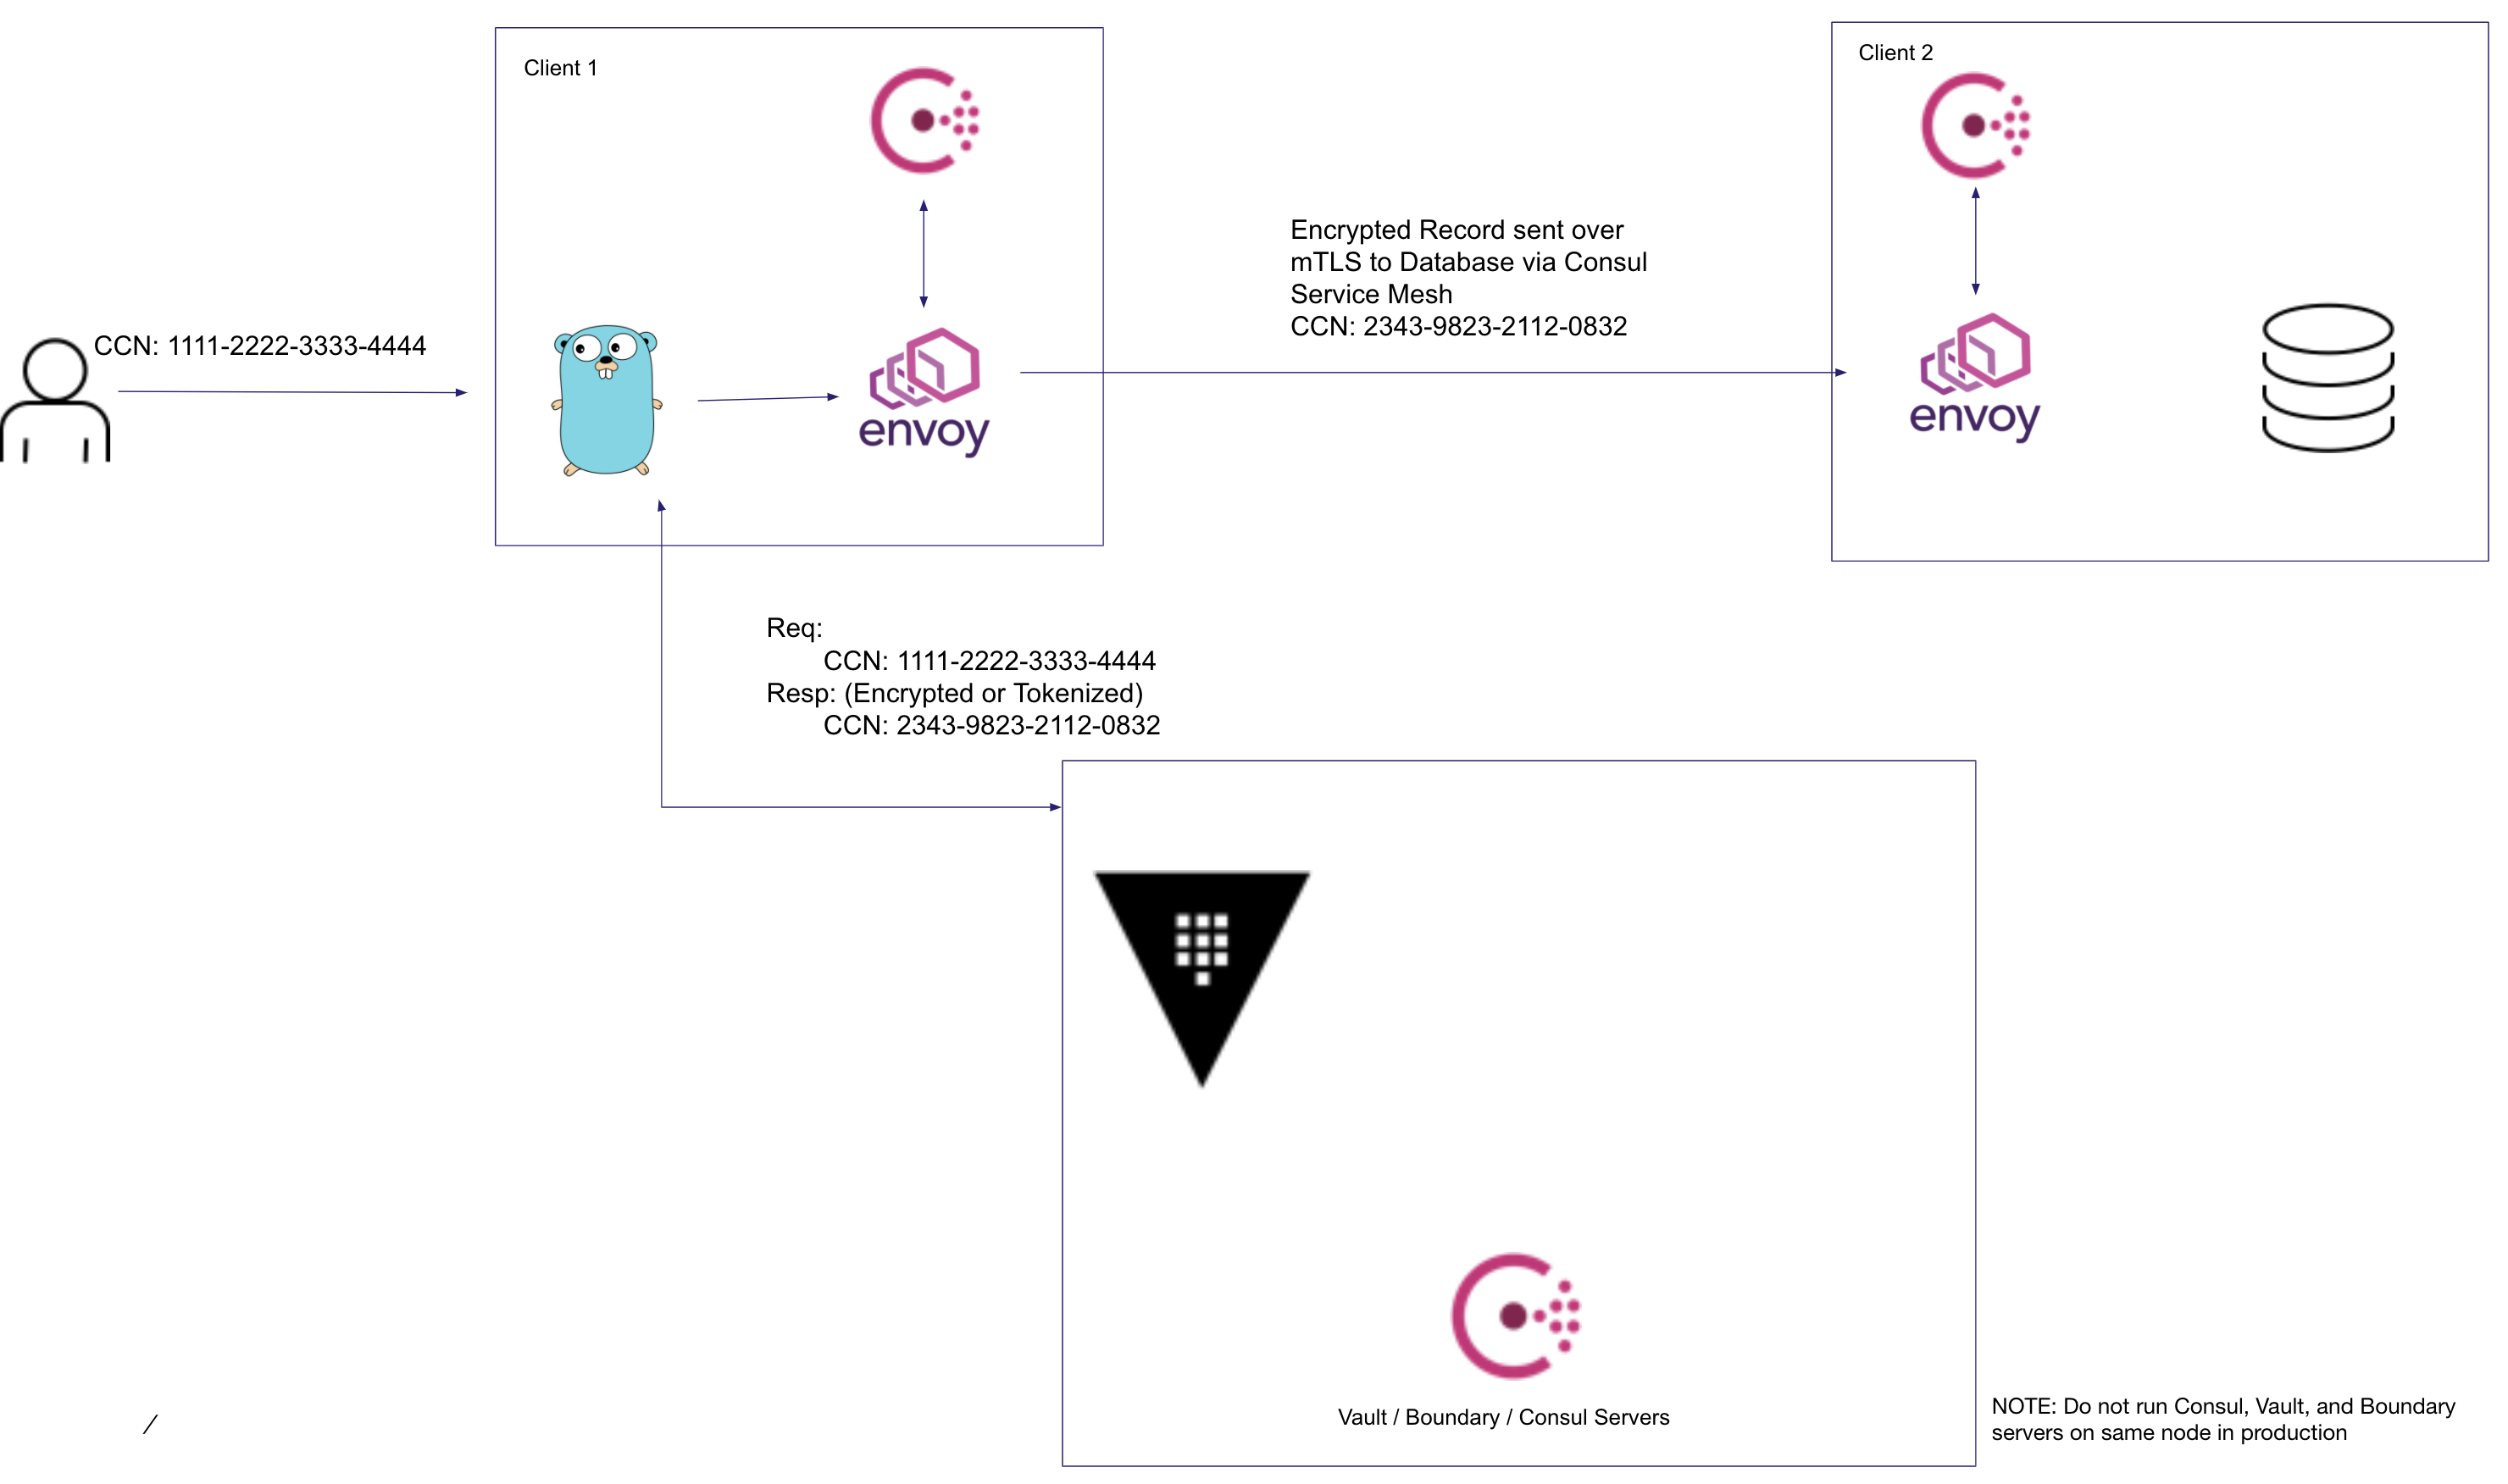 Client 1
Client 2
Encrypted Record sent over
mTLS to Database via Consul
Service Mesh
CCN: 2343-9823-2112-0832
CCN: 1111-2222-3333-4444
envoy
envoy
Req:
CCN: 1111-2222-3333-4444
Resp: (Encrypted or Tokenized)
CCN: 2343-9823-2112-0832
Vault / Boundary / Consul Servers
NOTE: Do not run Consul, Vault, and Boundary
servers on same node in production
/